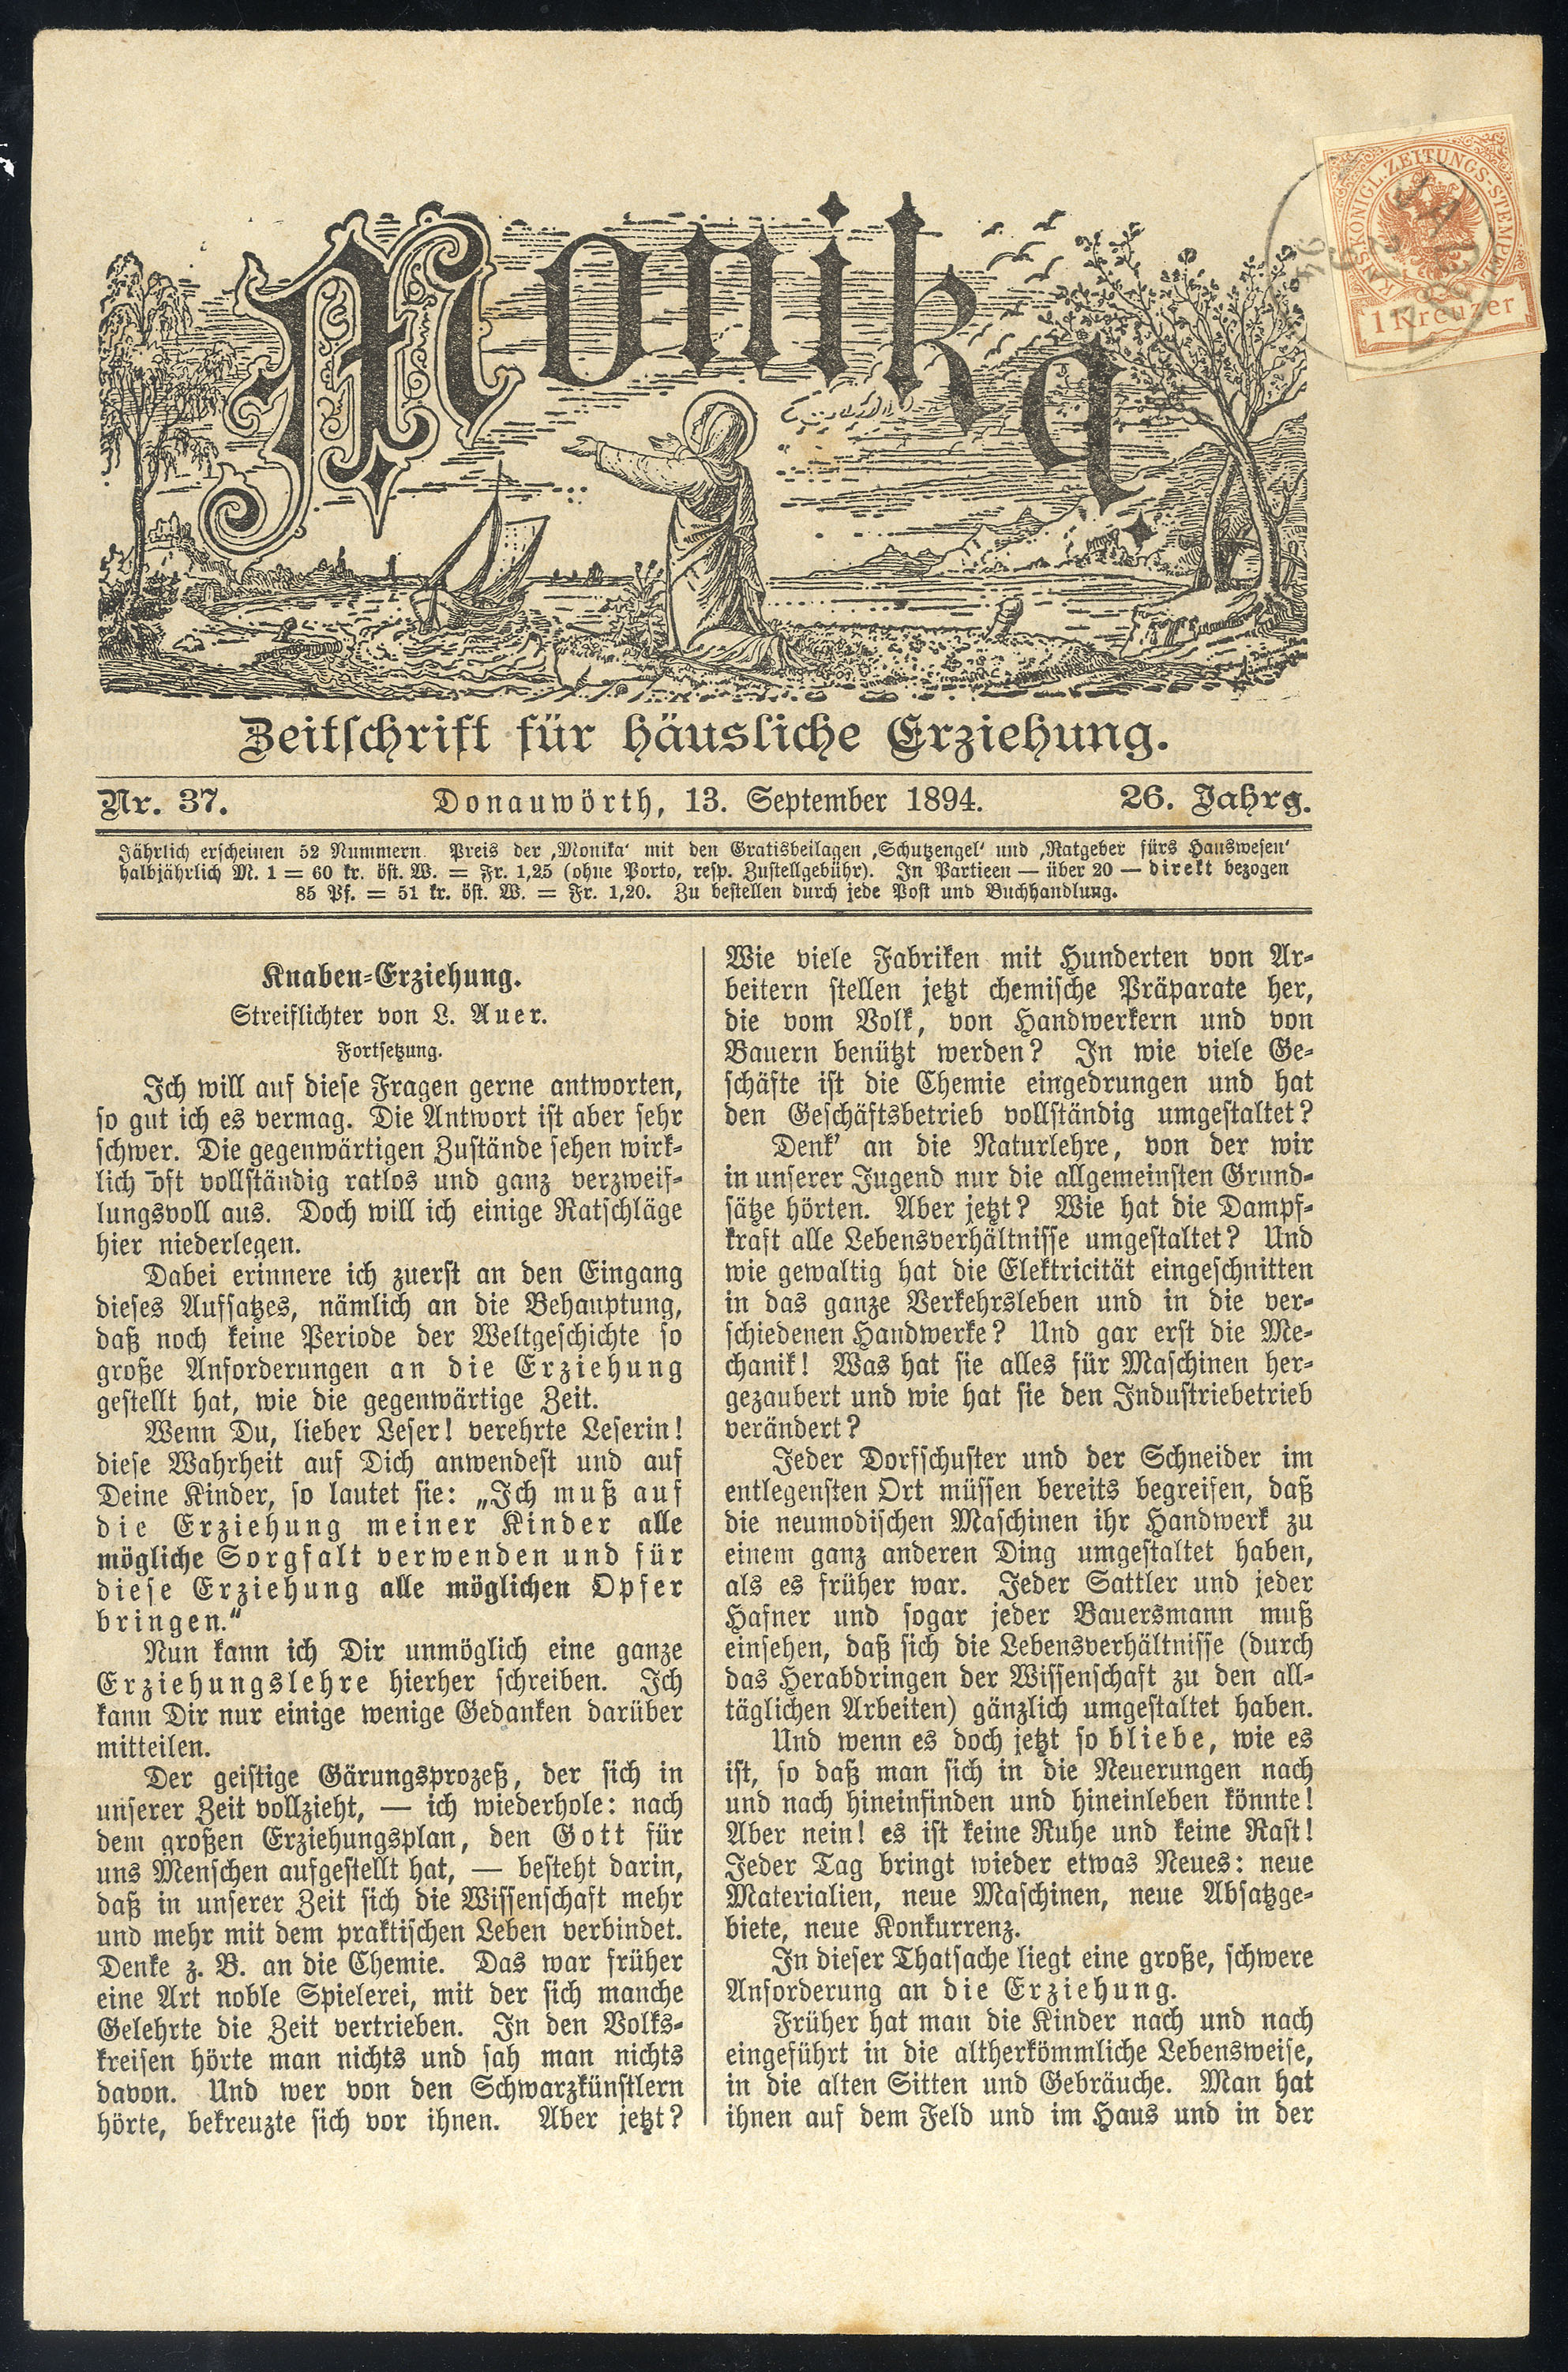 Monika
KAIS. KÖNIGL. ZEITUNGS-STEMPEL
1 Kreuzer
Zeitschrift für häusliche Erziehung.
Nr. 37. Donauwörth, 13. September 1894. 26. Jahrg.
Jährlich erscheinen 52 Nummern. Preis der ‚Monika‘ mit den Gratisbeilagen ‚Schutzengel‘ und ‚Ratgeber fürs Hauswesen‘
halbjährlich M. 1 = 60 kr. öst. W. = Fr. 1,25 (ohne Porto, resp. Zustellgebühr). In Partieen — über 20 — direkt bezogen
85 Pf. = 51 kr. öst. W. = Fr. 1,20. Zu bestellen durch jede Post und Buchhandlung.
Knaben-Erziehung.
Streiflichter von L. Auer.
Fortsetzung.
Ich will auf diese Fragen gerne antworten,
so gut ich es vermag. Die Antwort ist aber sehr
schwer. Die gegenwärtigen Zustände sehen wirk-
lich oft vollständig ratlos und ganz verzweif-
lungsvoll aus. Doch will ich einige Ratschläge
hier niederlegen.
Dabei erinnere ich zuerst an den Eingang
dieses Aufsatzes, nämlich an die Behauptung,
daß noch keine Periode der Weltgeschichte so
große Anforderungen an die Erziehung
gestellt hat, wie die gegenwärtige Zeit.
Wenn Du, lieber Leser! verehrte Leserin!
diese Wahrheit auf Dich anwendest und auf
Deine Kinder, so lautet sie: „Ich muß auf
die Erziehung meiner Kinder alle
mögliche Sorgfalt verwenden und für
diese Erziehung alle möglichen Opfer
bringen.“
Nun kann ich Dir unmöglich eine ganze
Erziehungslehre hierher schreiben. Ich
kann Dir nur einige wenige Gedanken darüber
mitteilen.
Der geistige Gärungsprozeß, der sich in
unserer Zeit vollzieht, — ich wiederhole: nach
dem großen Erziehungsplan, den Gott für
uns Menschen aufgestellt hat, — besteht darin,
daß in unserer Zeit sich die Wissenschaft mehr
und mehr mit dem praktischen Leben verbindet.
Denke z. B. an die Chemie. Das war früher
eine Art noble Spielerei, mit der sich manche
Gelehrte die Zeit vertrieben. In den Volks-
kreisen hörte man nichts und sah man nichts
davon. Und wer von den Schwarzkünstlern
hörte, bekreuzte sich vor ihnen. Aber jetzt?
Wie viele Fabriken mit Hunderten von Ar-
beitern stellen jetzt chemische Präparate her,
die vom Volk, von Handwerkern und von
Bauern benützt werden? In wie viele Ge-
schäfte ist die Chemie eingedrungen und hat
den Geschäftsbetrieb vollständig umgestaltet?
Denk' an die Naturlehre, von der wir
in unserer Jugend nur die allgemeinsten Grund-
sätze hörten. Aber jetzt? Wie hat die Dampf-
kraft alle Lebensverhältnisse umgestaltet? Und
wie gewaltig hat die Elektricität eingeschnitten
in das ganze Verkehrsleben und in die ver-
schiedenen Handwerke? Und gar erst die Me-
chanik! Was hat sie alles für Maschinen her-
gezaubert und wie hat sie den Industriebetrieb
verändert?
Jeder Dorfschuster und der Schneider im
entlegensten Ort müssen bereits begreifen, daß
die neumodischen Maschinen ihr Handwerk zu
einem ganz anderen Ding umgestaltet haben,
als es früher war. Jeder Sattler und jeder
Hafner und sogar jeder Bauersmann muß
einsehen, daß sich die Lebensverhältnisse (durch
das Herabdringen der Wissenschaft zu den all-
täglichen Arbeiten) gänzlich umgestaltet haben.
Und wenn es doch jetzt so bliebe, wie es
ist, so daß man sich in die Neuerungen nach
und nach hineinfinden und hineinleben könnte!
Aber nein! es ist keine Ruhe und keine Rast!
Jeder Tag bringt wieder etwas Neues: neue
Materialien, neue Maschinen, neue Absatzge-
biete, neue Konkurrenz.
In dieser Thatsache liegt eine große, schwere
Anforderung an die Erziehung.
Früher hat man die Kinder nach und nach
eingeführt in die altherkömmliche Lebensweise,
in die alten Sitten und Gebräuche. Man hat
ihnen auf dem Feld und im Haus und in der